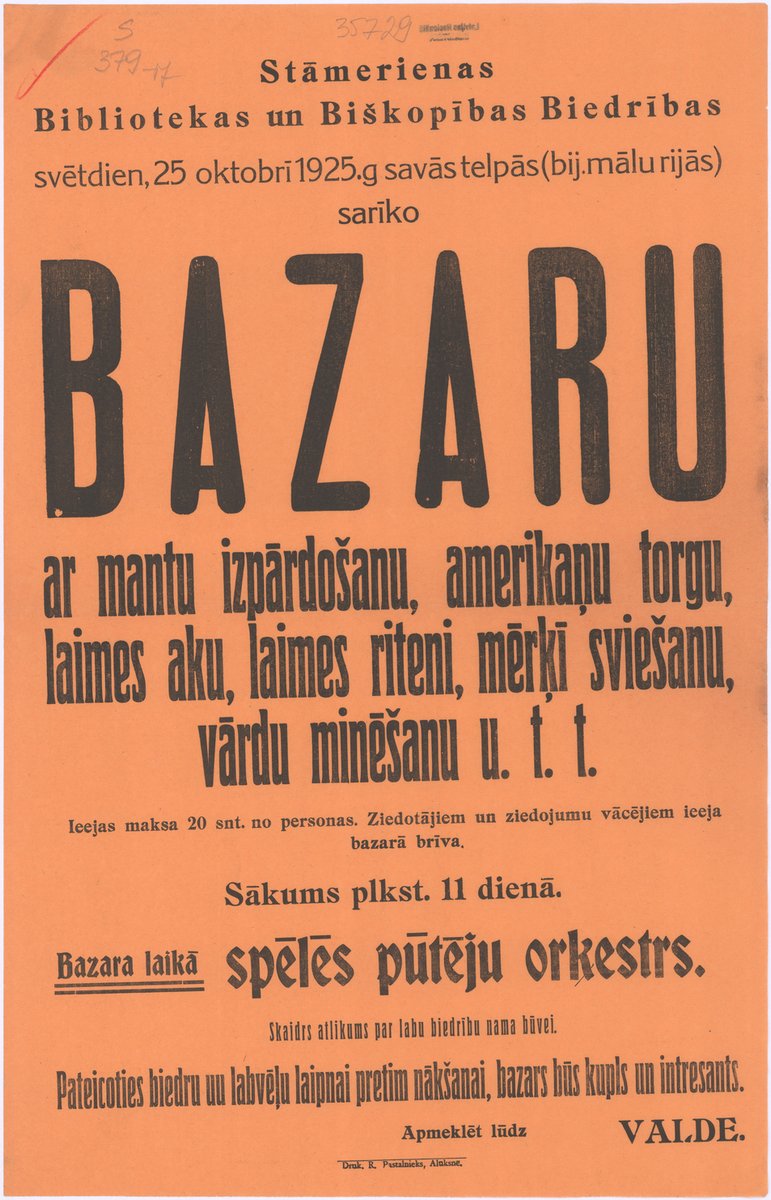 S
379-17
35729
Stāmerienas
Bibliotekas un Biškopības Biedrības
svētdien, 25 oktobrī 1925.g savās telpās (bij. mālu rijās)
sarīko
BAZARU
ar mantu izpārdošanu, amerikaņu torgu,
laimes aku, laimes riteni, mērķī sviešanu,
vārdu minēšanu u. t. t.
Ieejas maksa 20 snt. no personas. Ziedotājiem un ziedojumu vācējiem ieeja
bazarā brīva.
Sākums plkst. 11 dienā.
Bazara laikā spēlēs pūtēju orķestrs.
Skaidrs atlikums par labu biedrību nama būvei.
Pateicoties biedru uu labvēļu laipnai pretim nākšanai, bazars būs kupls un intresants.
Apmeklēt lūdz VALDE.
Druk. R. Pastalnieks, Alūksnē.